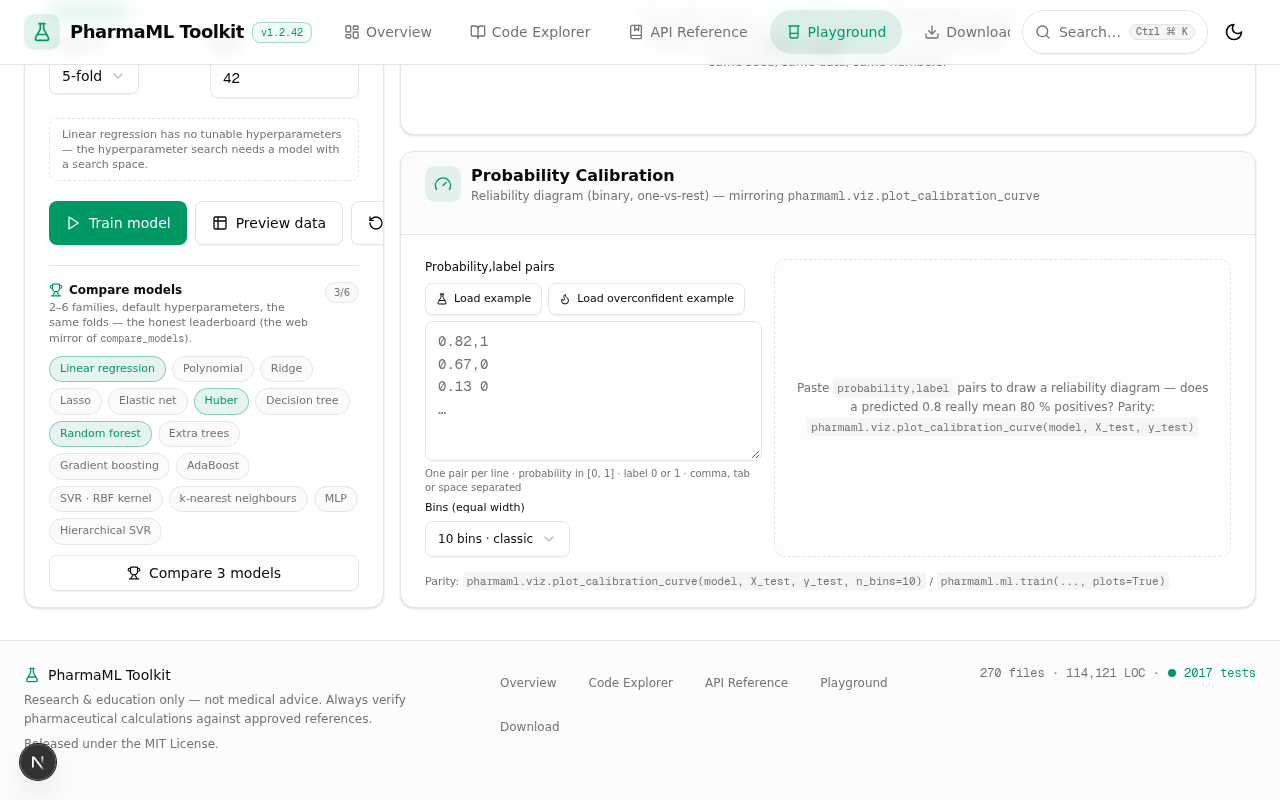 PharmaML Toolkit
v1.2.42
Overview
Code Explorer
API Reference
Playground
Downloa
Search...
Ctrl ⌘ K
5-fold
42
Linear regression has no tunable hyperparameters
— the hyperparameter search needs a model with
a search space.
Train model
Preview data
Compare models
3/6
2–6 families, default hyperparameters, the
same folds — the honest leaderboard (the web
mirror of compare_models).
Linear regression
Polynomial
Ridge
Lasso
Elastic net
Huber
Decision tree
Random forest
Extra trees
Gradient boosting
AdaBoost
SVR · RBF kernel
k-nearest neighbours
MLP
Hierarchical SVR
Compare 3 models
Probability Calibration
Reliability diagram (binary, one-vs-rest) — mirroring pharmaml.viz.plot_calibration_curve
Probability,label pairs
Load example
Load overconfident example
0.82,1
0.67,0
0.13 0
…
One pair per line · probability in [0, 1] · label 0 or 1 · comma, tab
or space separated
Bins (equal width)
10 bins · classic
Paste probability,label pairs to draw a reliability diagram — does
a predicted 0.8 really mean 80 % positives? Parity:
pharmaml.viz.plot_calibration_curve(model, X_test, y_test)
Parity: pharmaml.viz.plot_calibration_curve(model, X_test, y_test, n_bins=10) / pharmaml.ml.train(..., plots=True)
PharmaML Toolkit
Research & education only — not medical advice. Always verify
pharmaceutical calculations against approved references.
Released under the MIT License.
Overview
Code Explorer
API Reference
Playground
Download
270 files · 114,121 LOC · ● 2017 tests
N